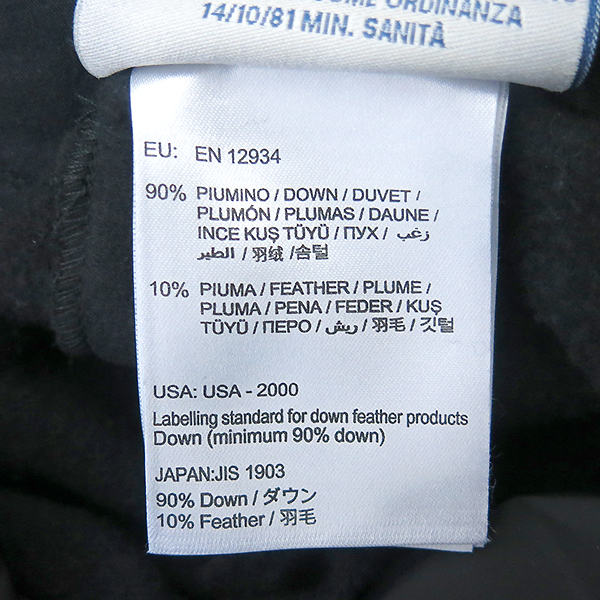 COME ORDINANZA
14/10/81 MIN. SANITÀ
EU: EN 12934
90% PIUMINO / DOWN / DUVET /
PLUMÓN / PLUMAS / DAUNE /
INCE KUŞ TÜYÜ / ПУХ / زغب
الطير / 羽绒 / 솜털
10% PIUMA / FEATHER / PLUME /
PLUMA / PENA / FEDER / KUŞ
TÜYÜ / ПЕРО / ريش / 羽毛 / 깃털
USA: USA - 2000
Labelling standard for down feather products
Down (minimum 90% down)
JAPAN:JIS 1903
90% Down / ダウン
10% Feather / 羽毛